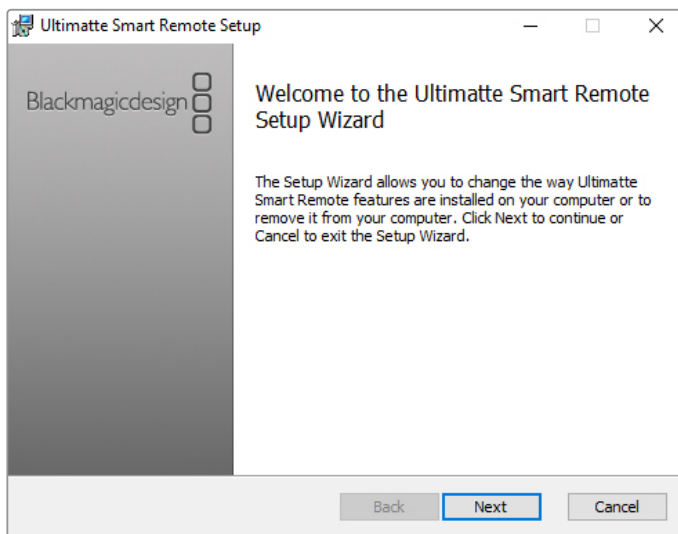 Ultimatte Smart Remote Setup
Blackmagicdesign
Welcome to the Ultimatte Smart Remote
Setup Wizard
The Setup Wizard allows you to change the way Ultimatte
Smart Remote features are installed on your computer or to
remove it from your computer. Click Next to continue or
Cancel to exit the Setup Wizard.
Back
Next
Cancel